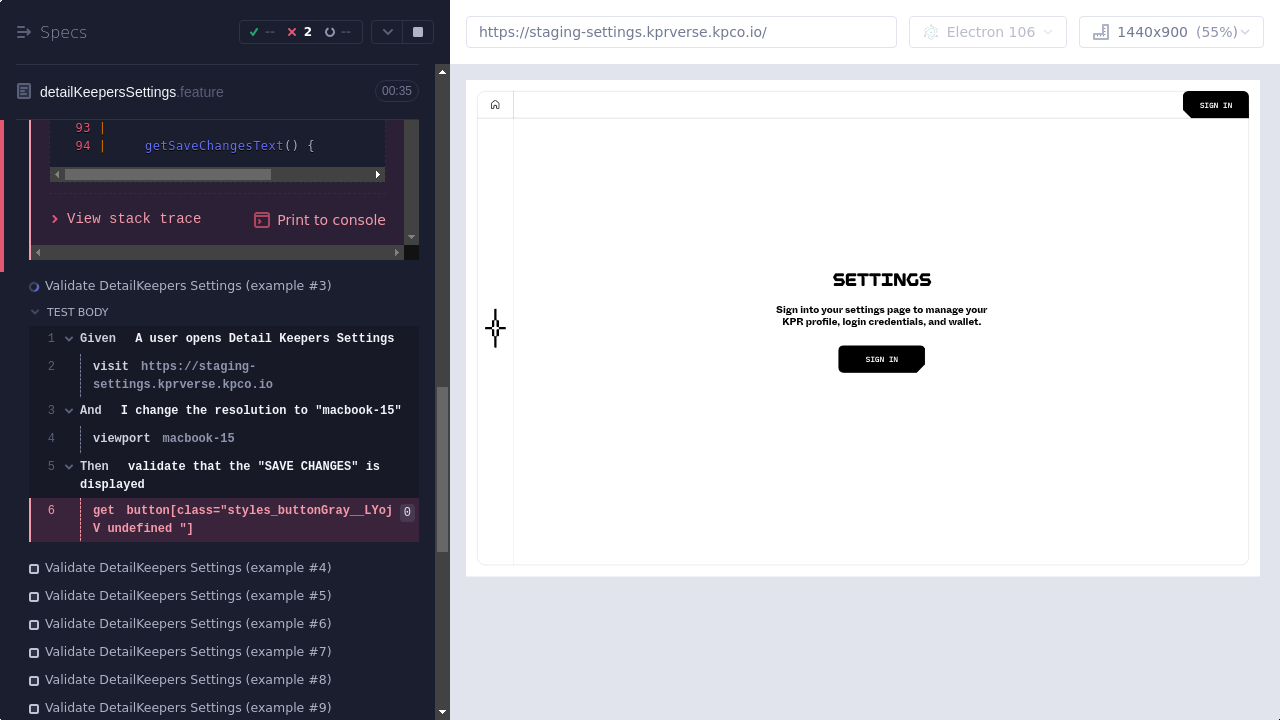 Specs
--
2
--
detailKeepersSettings.feature
00:35
93 |
94 | getSaveChangesText() {
View stack trace
Print to console
Validate DetailKeepers Settings (example #3)
TEST BODY
1 Given A user opens Detail Keepers Settings
2 visit https://staging-
settings.kprverse.kpco.io
3 And I change the resolution to "macbook-15"
4 viewport macbook-15
5 Then validate that the "SAVE CHANGES" is
displayed
6 get button[class="styles_buttonGray__LYoj
V undefined "]
0
Validate DetailKeepers Settings (example #4)
Validate DetailKeepers Settings (example #5)
Validate DetailKeepers Settings (example #6)
Validate DetailKeepers Settings (example #7)
Validate DetailKeepers Settings (example #8)
Validate DetailKeepers Settings (example #9)
https://staging-settings.kprverse.kpco.io/
Electron 106
1440x900 (55%)
SIGN IN
SETTINGS
Sign into your settings page to manage your
KPR profile, login credentials, and wallet.
SIGN IN